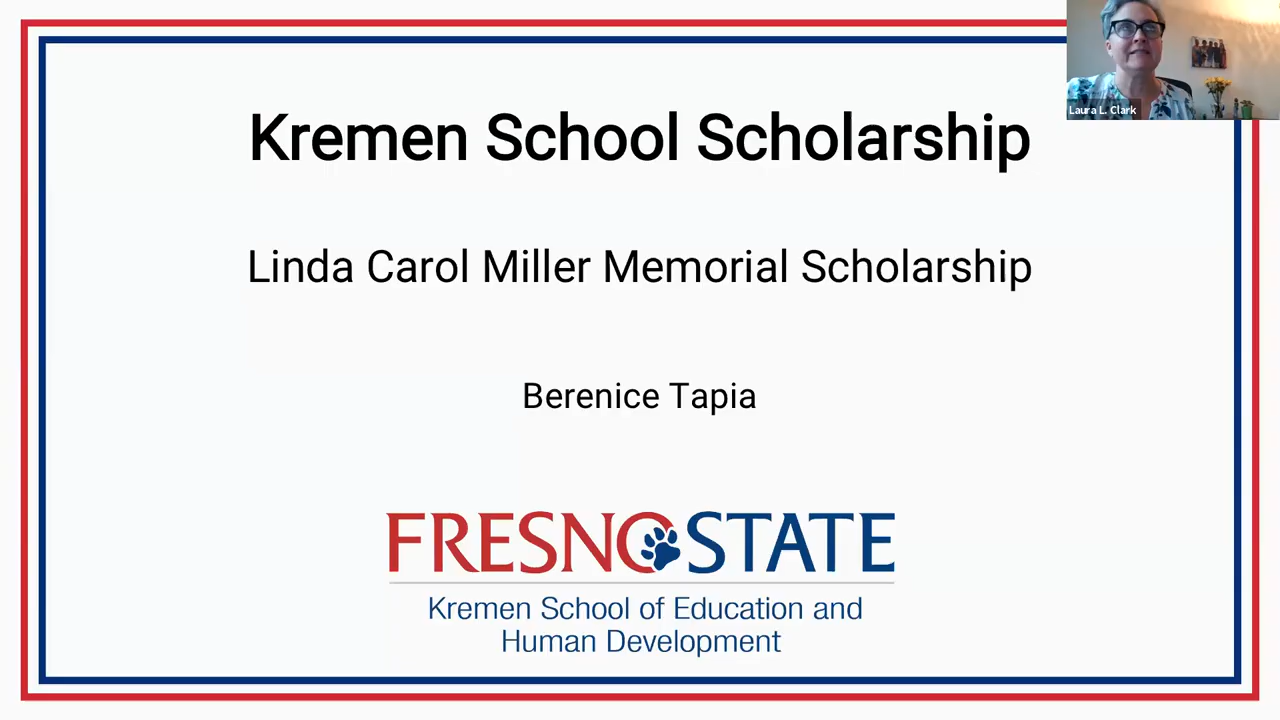 Kremen School Scholarship
Laura L. Clark
Linda Carol Miller Memorial Scholarship
Berenice Tapia
FRESNO STATE
Kremen School of Education and
Human Development